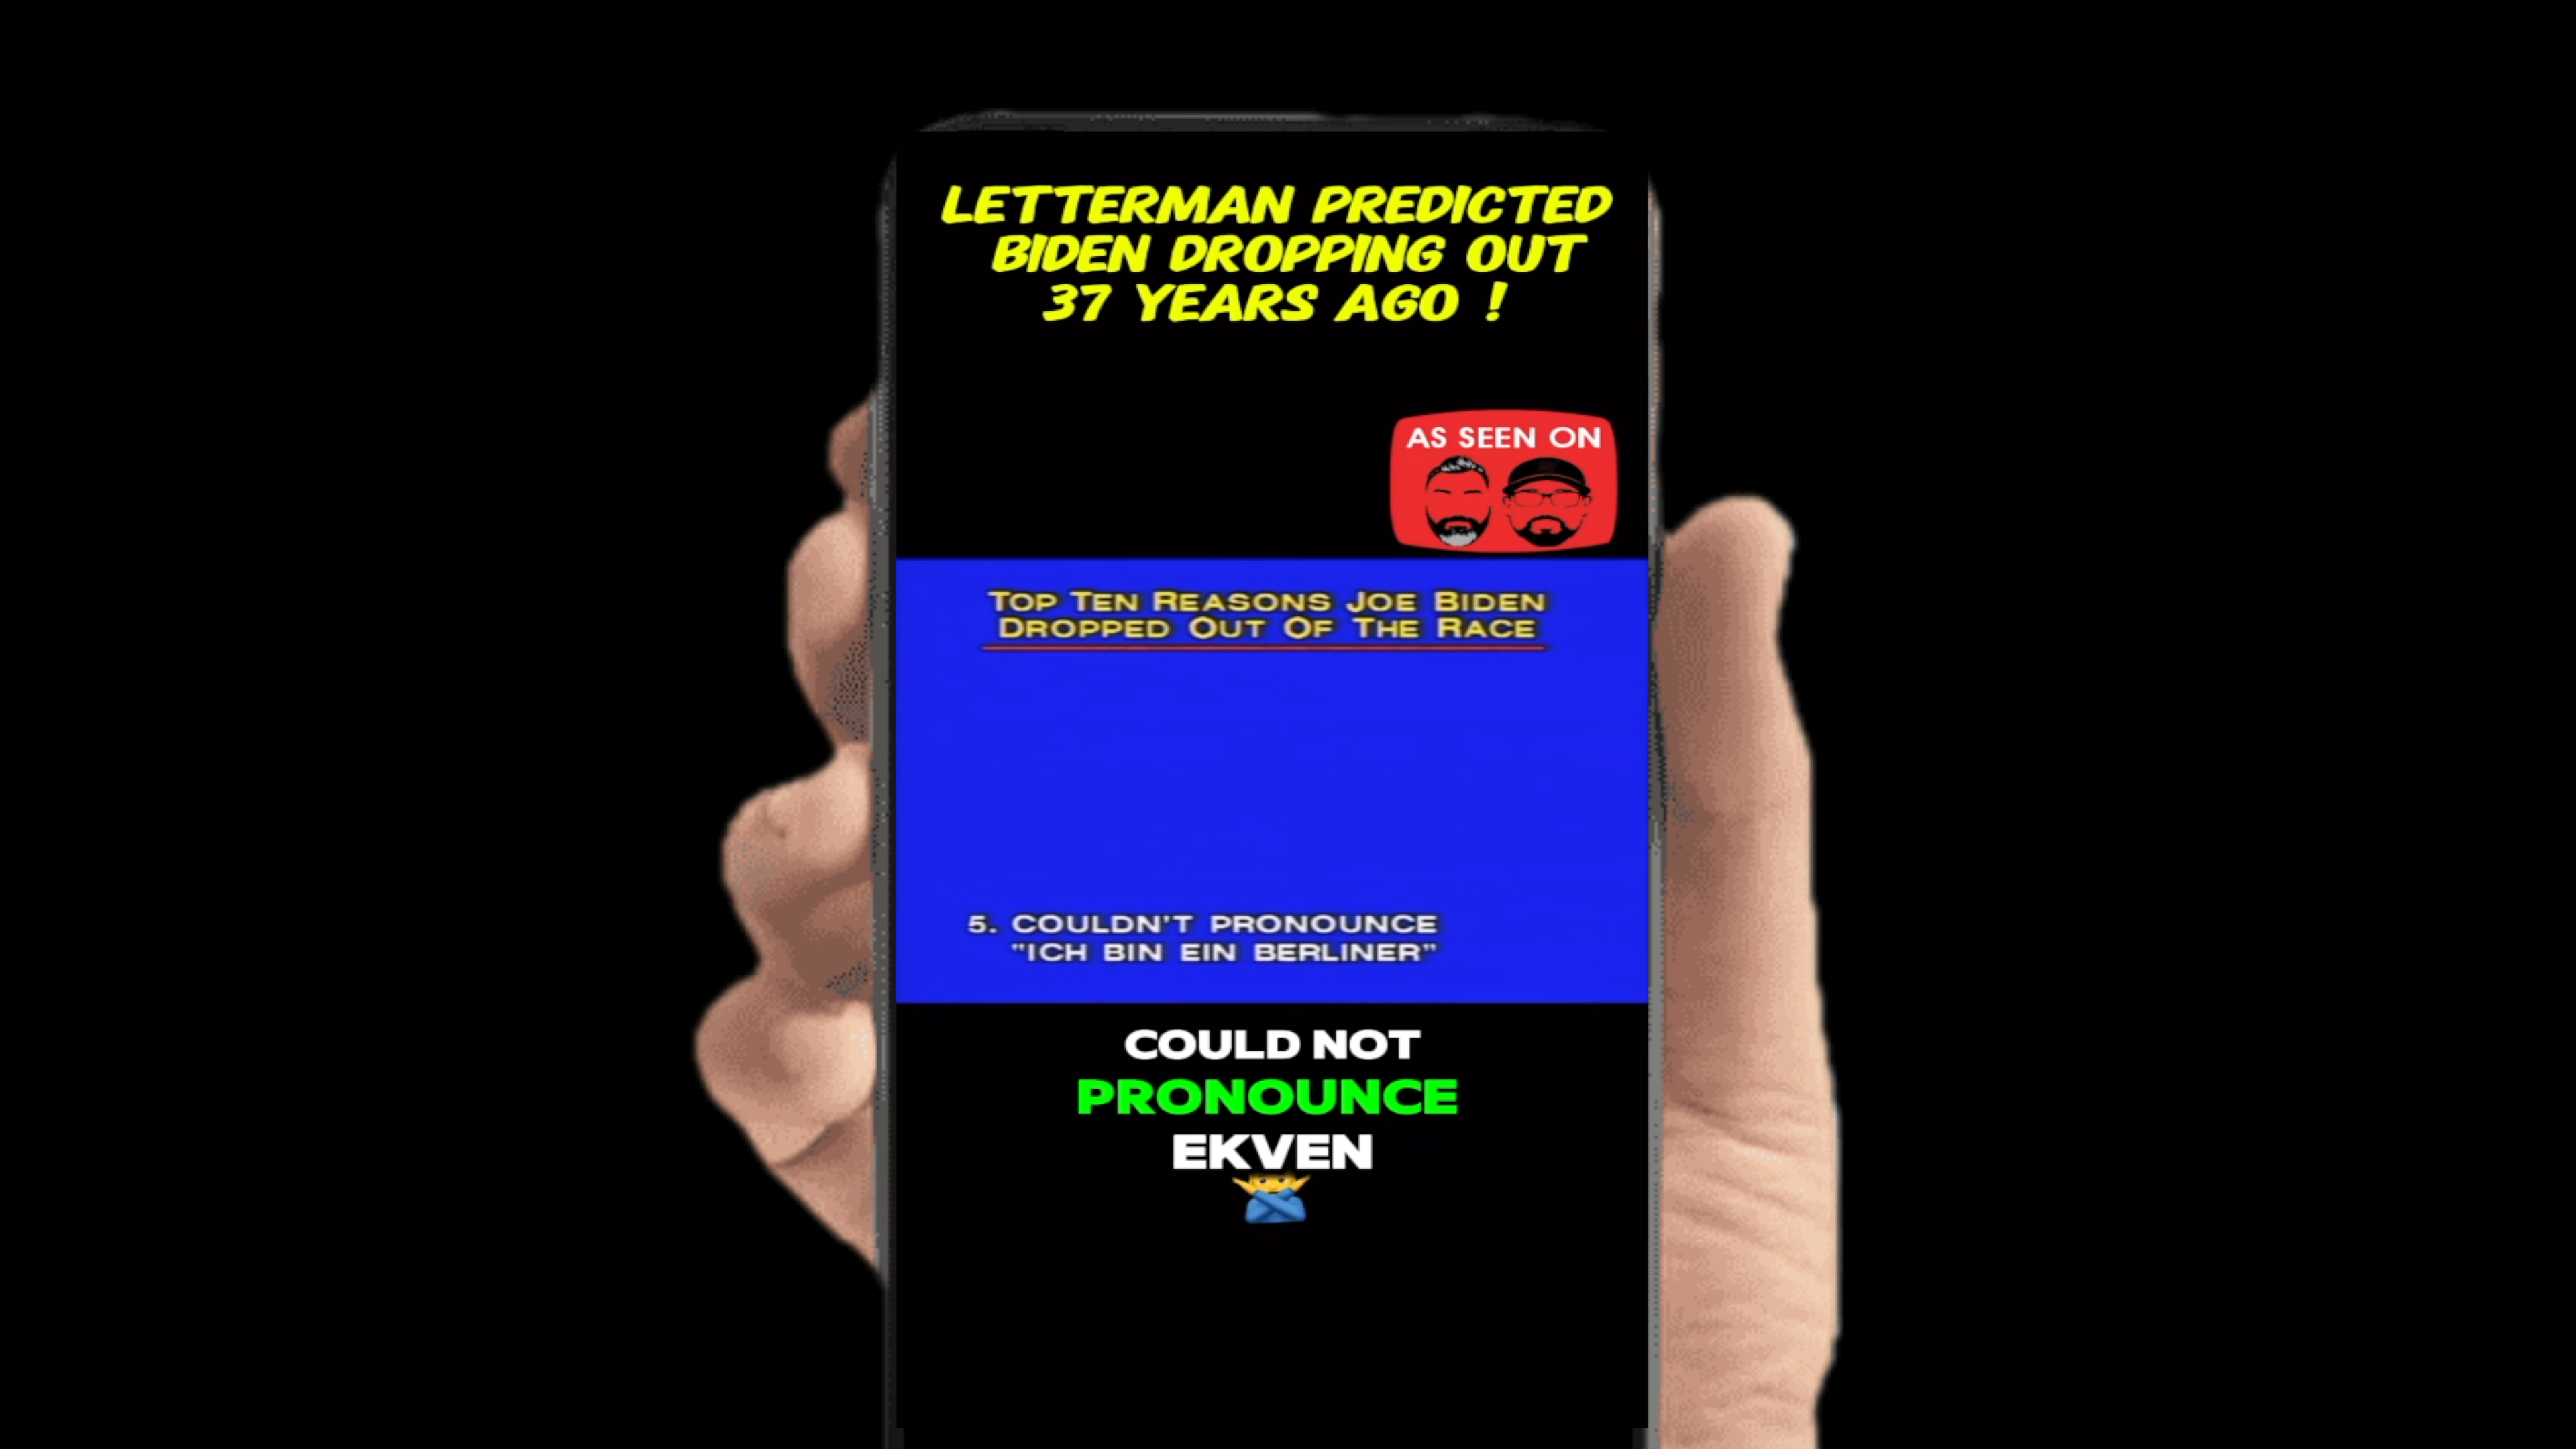 LETTERMAN PREDICTED
BIDEN DROPPING OUT
37 YEARS AGO !
AS SEEN ON
TOP TEN REASONS JOE BIDEN
DROPPED OUT OF THE RACE
5. COULDN'T PRONOUNCE
"ICH BIN EIN BERLINER"
COULD NOT
PRONOUNCE
EKVEN